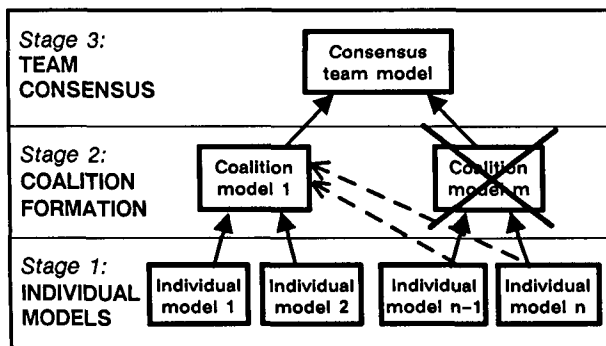 Stage 3:
TEAM
CONSENSUS
Consensus
team model
Stage 2:
COALITION
FORMATION
Coalition
model 1
Coalition
model m
Stage 1:
INDIVIDUAL
MODELS
Individual
model 1
Individual
model 2
Individual
model n-1
Individual
model n